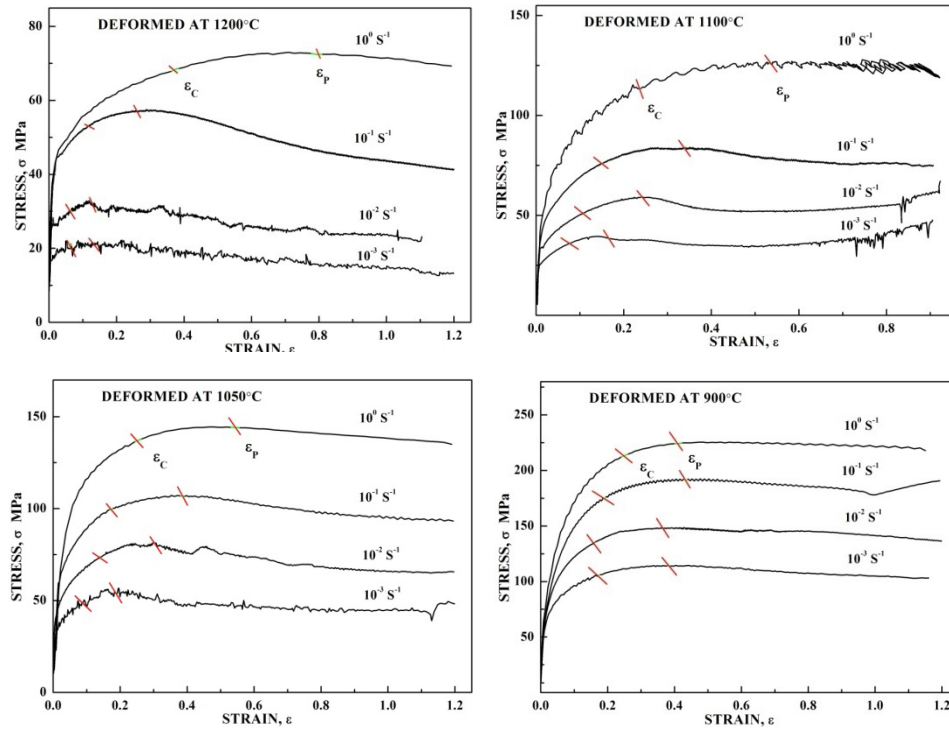 DEFORMED AT 1200°C
10⁰ S⁻¹
ε_C
ε_P
10⁻¹ S⁻¹
10⁻² S⁻¹
10⁻³ S⁻¹
STRESS, σ MPa
80
60
40
20
0
0.0 0.2 0.4 0.6 0.8 1.0 1.2
STRAIN, ε
DEFORMED AT 1100°C
10⁰ S⁻¹
ε_C
ε_P
10⁻¹ S⁻¹
10⁻² S⁻¹
10⁻³ S⁻¹
STRESS, σ MPa
150
100
50
0
0.0 0.2 0.4 0.6 0.8
STRAIN, ε
DEFORMED AT 1050°C
10⁰ S⁻¹
ε_C
ε_P
10⁻¹ S⁻¹
10⁻² S⁻¹
10⁻³ S⁻¹
STRESS, σ MPa
150
100
50
0
0.0 0.2 0.4 0.6 0.8 1.0 1.2
STRAIN, ε
DEFORMED AT 900°C
10⁰ S⁻¹
ε_C
ε_P
10⁻¹ S⁻¹
10⁻² S⁻¹
10⁻³ S⁻¹
STRESS, σ MPa
250
200
150
100
50
0.0 0.2 0.4 0.6 0.8 1.0 1.2
STRAIN, ε